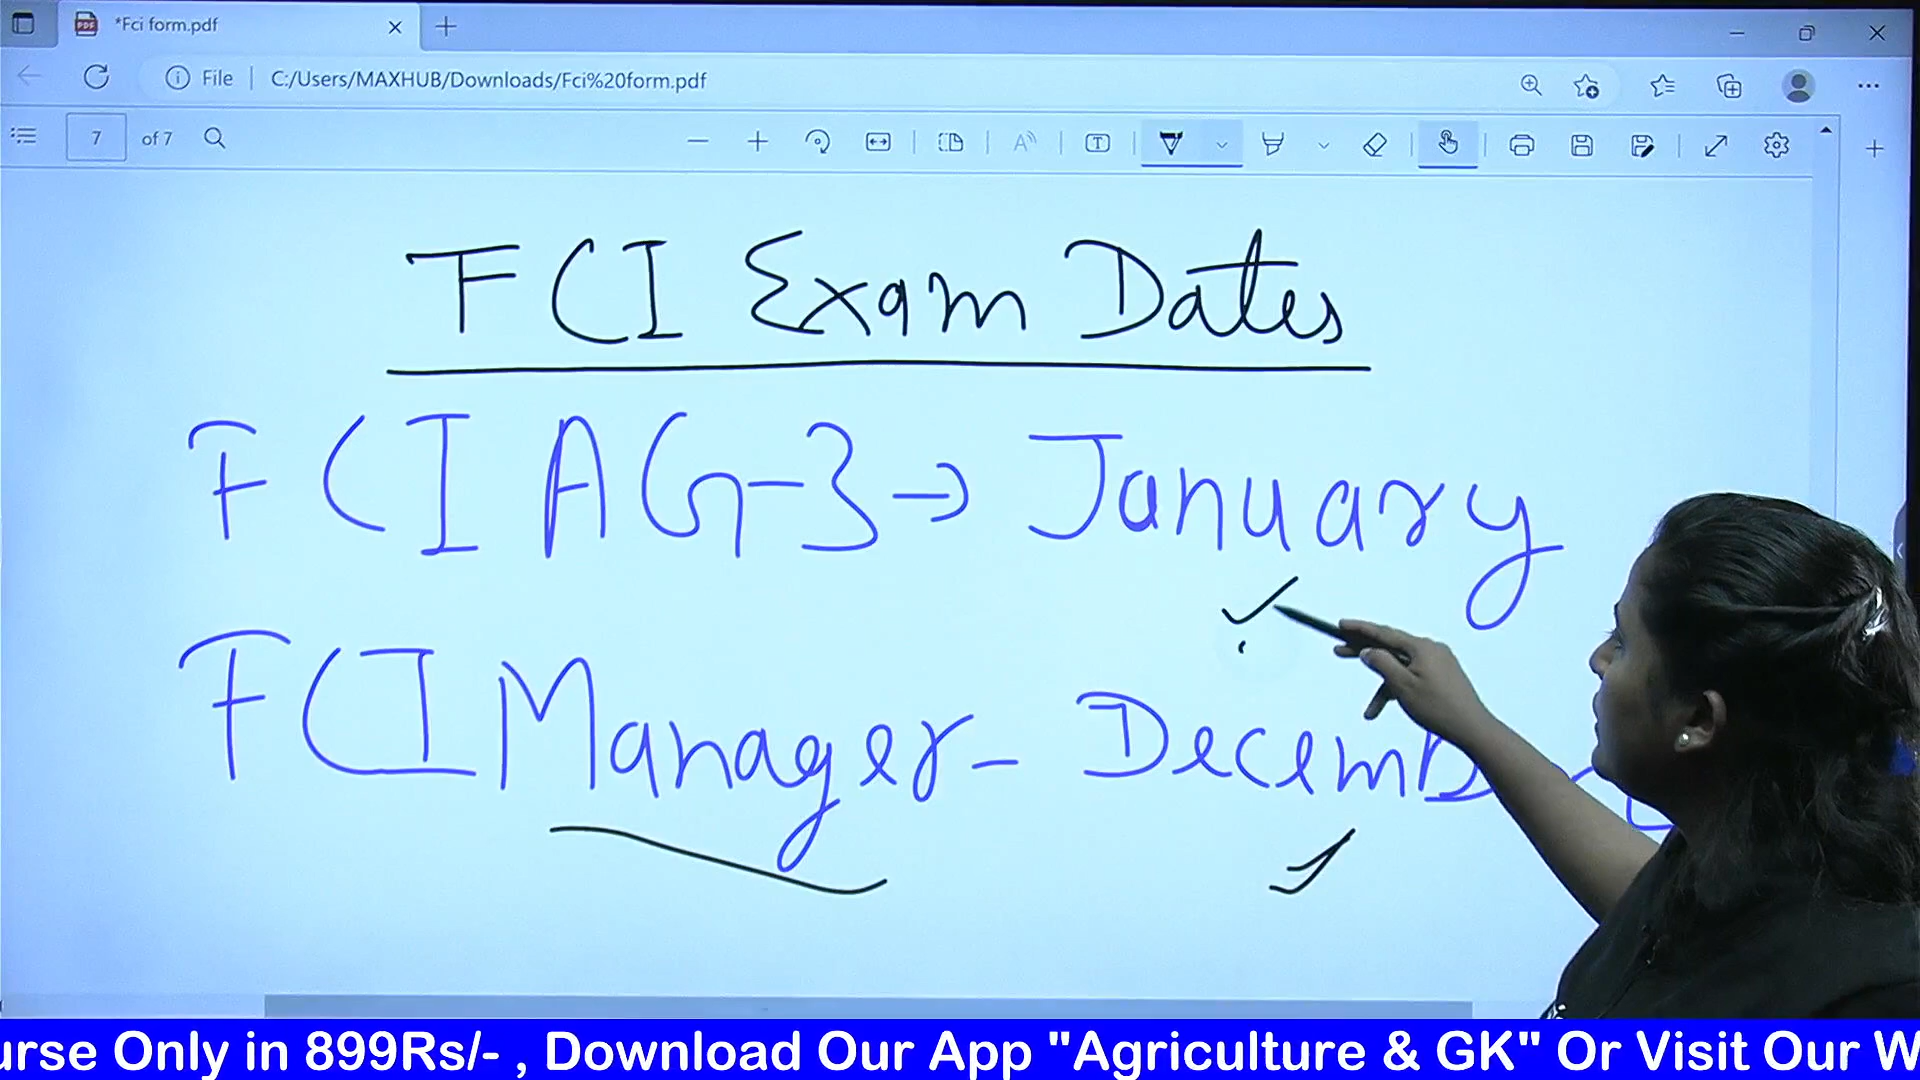 *Fci form.pdf
File C:/Users/MAXHUB/Downloads/Fci%20form.pdf
7 of 7
FCI Exam Dates
FCI AG-3 → January
FCI Manager - Decemb
urse Only in 899Rs/- , Download Our App "Agriculture & GK" Or Visit Our W